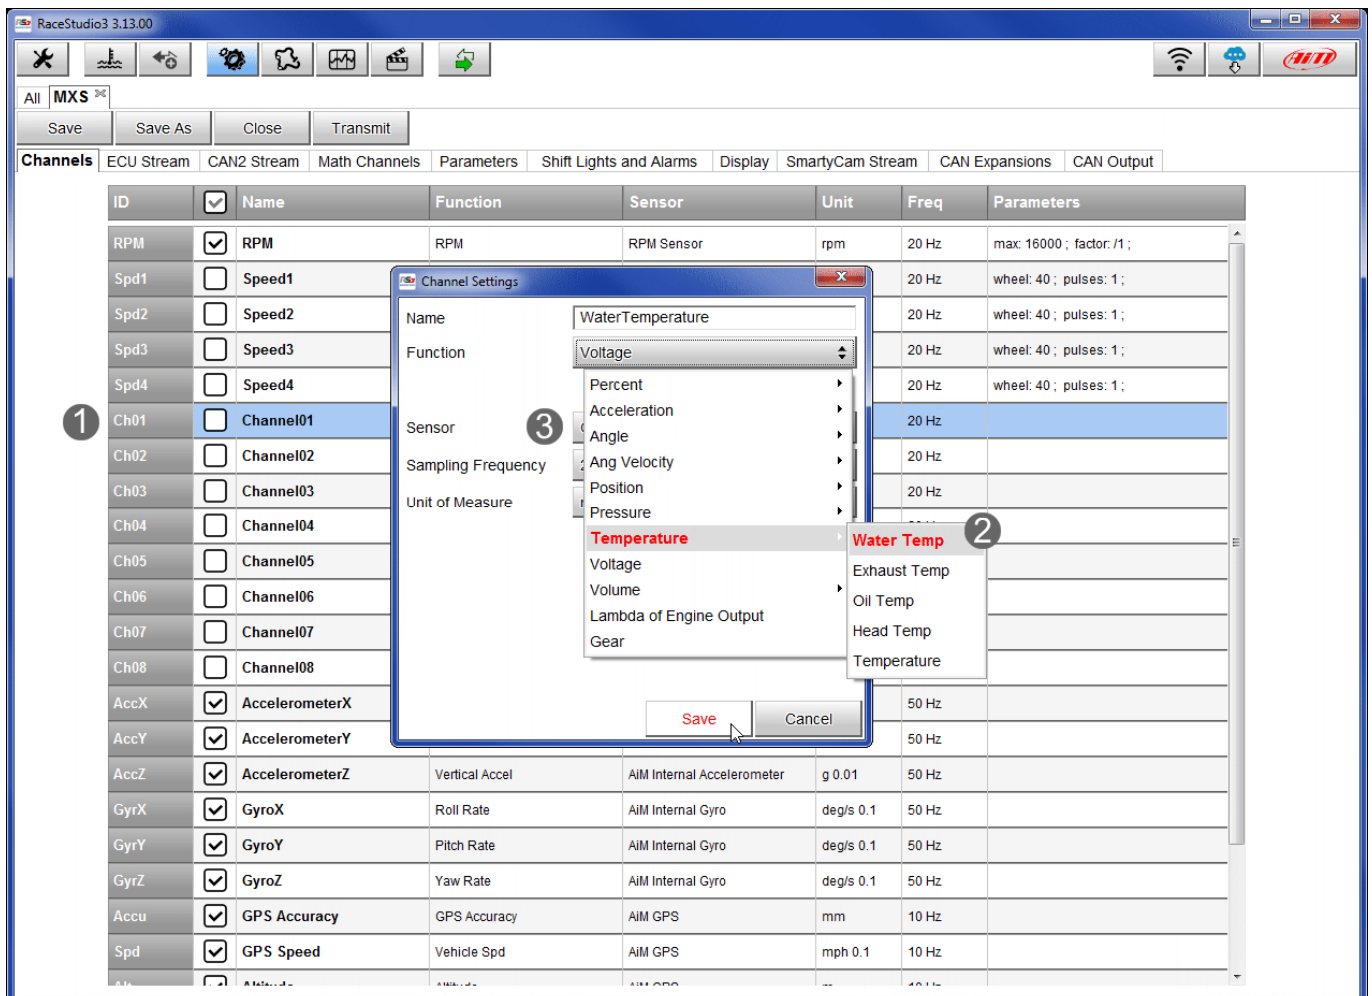 RS3 RaceStudio3 3.13.00
AiM
All MXS
Save Save As Close Transmit
Channels ECU Stream CAN2 Stream Math Channels Parameters Shift Lights and Alarms Display SmartyCam Stream CAN Expansions CAN Output
ID Name Function Sensor Unit Freq Parameters
RPM RPM RPM RPM Sensor rpm 20 Hz max: 16000 ; factor: /1 ;
Spd1 Speed1 20 Hz wheel: 40 ; pulses: 1 ;
Spd2 Speed2 20 Hz wheel: 40 ; pulses: 1 ;
Spd3 Speed3 20 Hz wheel: 40 ; pulses: 1 ;
Spd4 Speed4 20 Hz wheel: 40 ; pulses: 1 ;
1 Ch01 Channel01 20 Hz
Ch02 Channel02 20 Hz
Ch03 Channel03 20 Hz
Ch04 Channel04
Ch05 Channel05
Ch06 Channel06
Ch07 Channel07
Ch08 Channel08
AccX AccelerometerX 50 Hz
AccY AccelerometerY 50 Hz
AccZ AccelerometerZ Vertical Accel AiM Internal Accelerometer g 0.01 50 Hz
GyrX GyroX Roll Rate AiM Internal Gyro deg/s 0.1 50 Hz
GyrY GyroY Pitch Rate AiM Internal Gyro deg/s 0.1 50 Hz
GyrZ GyroZ Yaw Rate AiM Internal Gyro deg/s 0.1 50 Hz
Accu GPS Accuracy GPS Accuracy AiM GPS mm 10 Hz
Spd GPS Speed Vehicle Spd AiM GPS mph 0.1 10 Hz
RS3 Channel Settings
Name WaterTemperature
Function Voltage
Sensor 3
Sampling Frequency
Unit of Measure
Percent
Acceleration
Angle
Ang Velocity
Position
Pressure
Temperature
Voltage
Volume
Lambda of Engine Output
Gear
Water Temp 2
Exhaust Temp
Oil Temp
Head Temp
Temperature
Save Cancel